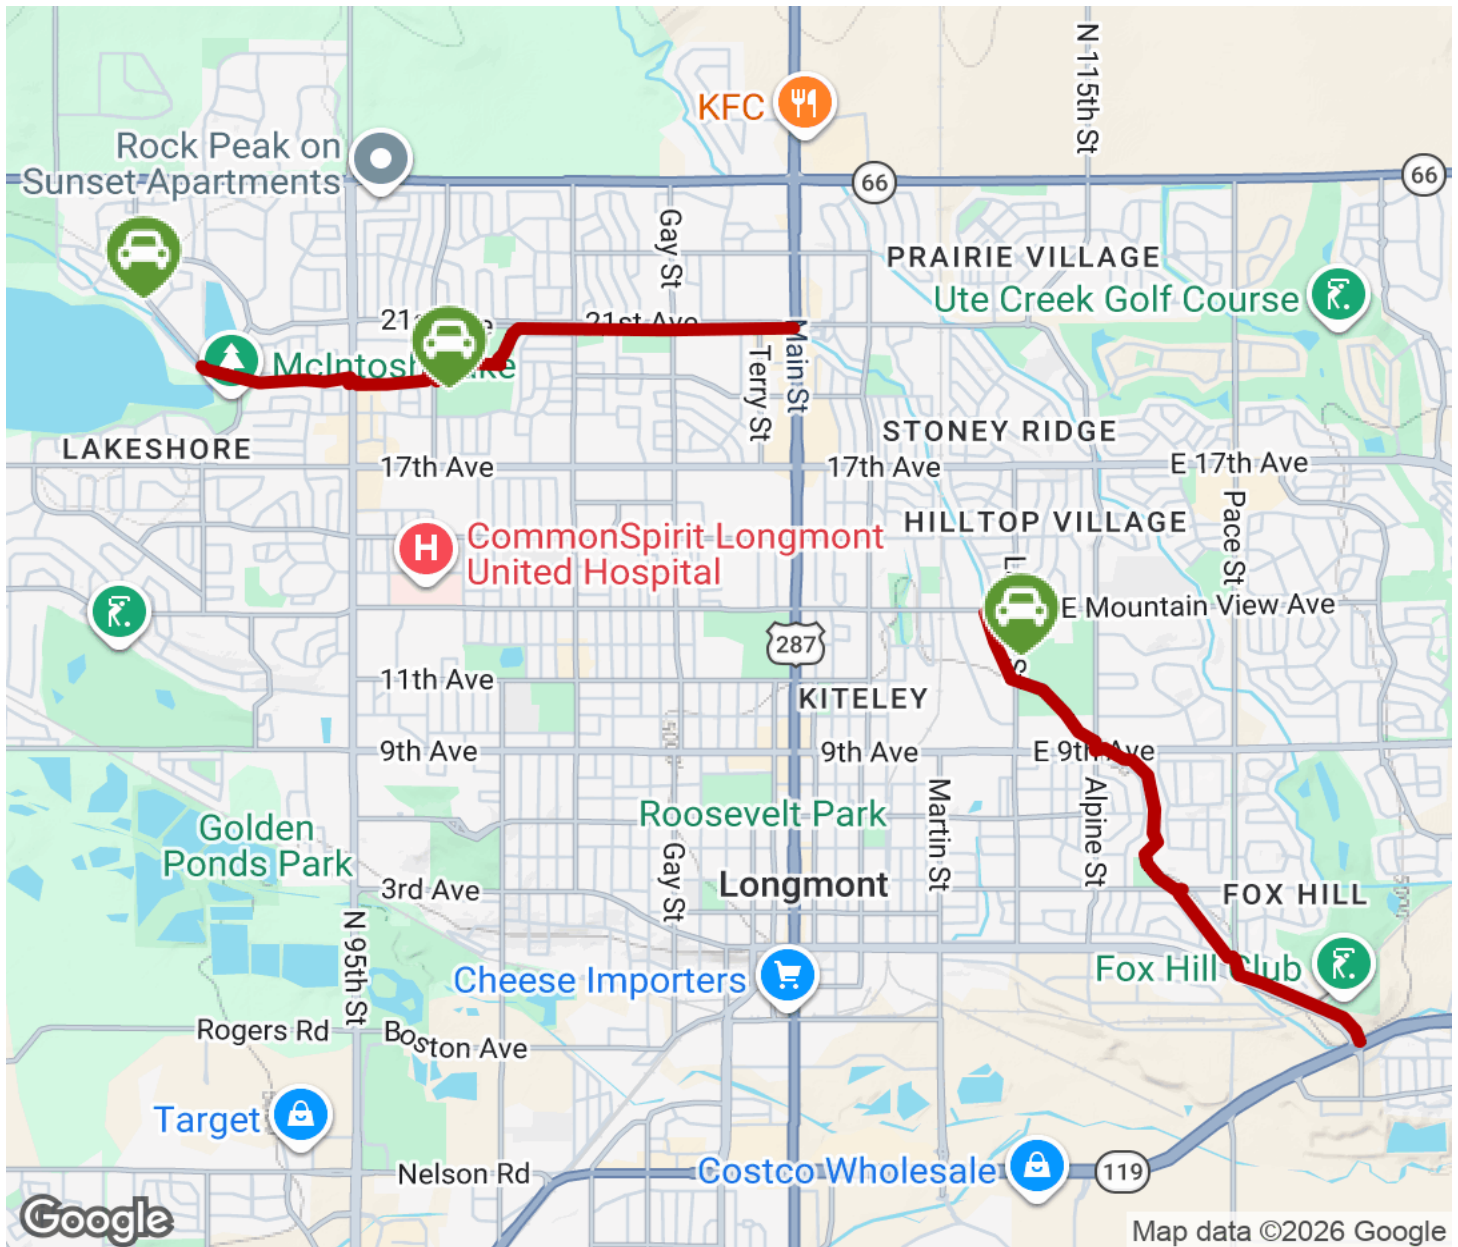 N 115th St
KFC
Rock Peak on
Sunset Apartments
66
66
Gay St
PRAIRIE VILLAGE
Ute Creek Golf Course
21st Ave
McIntosh Lake
Main St
Terry St
LAKESHORE
STONEY RIDGE
17th Ave
17th Ave
E 17th Ave
Pace St
HILLTOP VILLAGE
H
CommonSpirit Longmont
United Hospital
E Mountain View Ave
287
11th Ave
KITELEY
9th Ave
9th Ave
E 9th Ave
Martin St
Alpine St
Roosevelt Park
Golden
Ponds Park
Gay St
Longmont
3rd Ave
FOX HILL
N 95th St
Fox Hill Club
Cheese Importers
Rogers Rd
Boston Ave
Target
Nelson Rd
Costco Wholesale
119
Google
Map data ©2026 Google